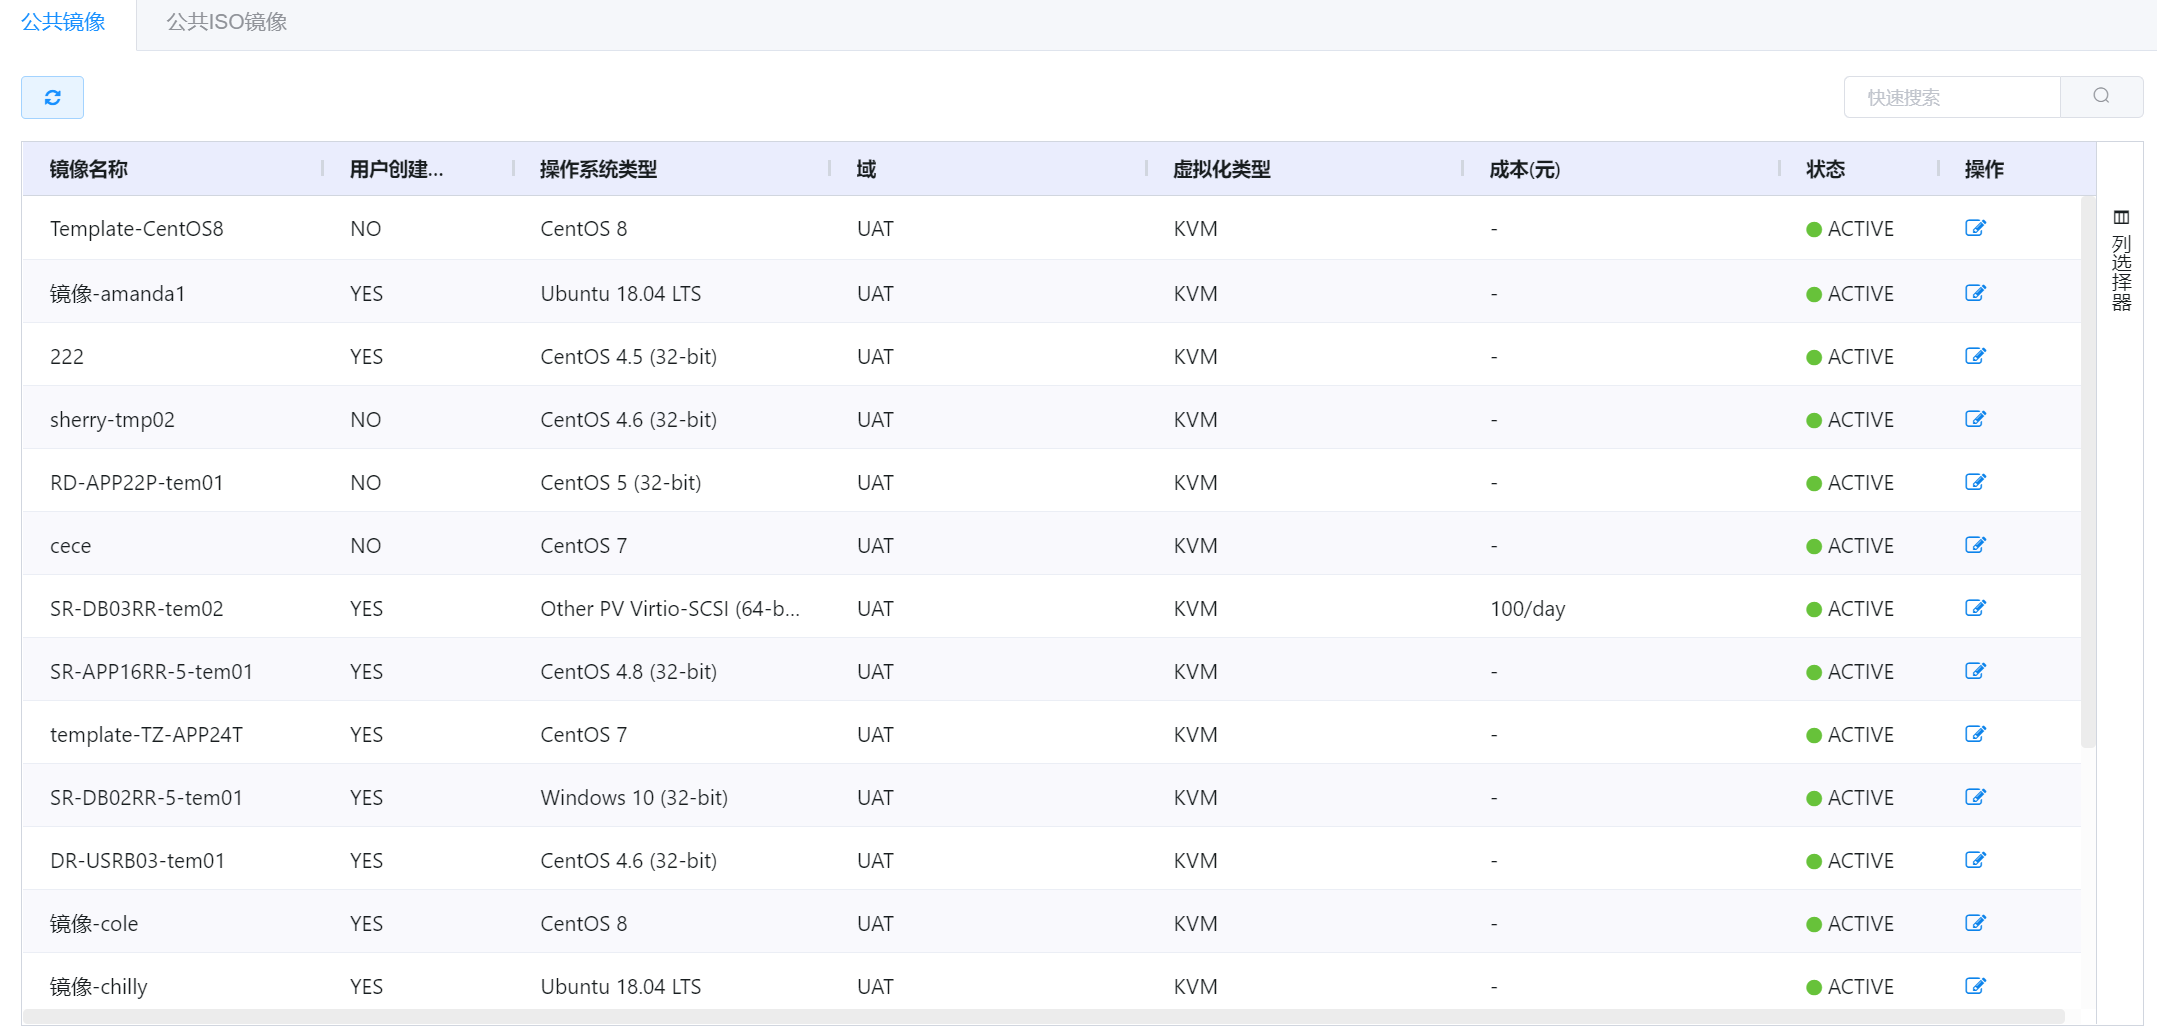 公共镜像 公共ISO镜像
快速搜索
镜像名称 用户创建... 操作系统类型 域 虚拟化类型 成本(元) 状态 操作
Template-CentOS8 NO CentOS 8 UAT KVM - ACTIVE
镜像-amanda1 YES Ubuntu 18.04 LTS UAT KVM - ACTIVE
222 YES CentOS 4.5 (32-bit) UAT KVM - ACTIVE
sherry-tmp02 NO CentOS 4.6 (32-bit) UAT KVM - ACTIVE
RD-APP22P-tem01 NO CentOS 5 (32-bit) UAT KVM - ACTIVE
cece NO CentOS 7 UAT KVM - ACTIVE
SR-DB03RR-tem02 YES Other PV Virtio-SCSI (64-b... UAT KVM 100/day ACTIVE
SR-APP16RR-5-tem01 YES CentOS 4.8 (32-bit) UAT KVM - ACTIVE
template-TZ-APP24T YES CentOS 7 UAT KVM - ACTIVE
SR-DB02RR-5-tem01 YES Windows 10 (32-bit) UAT KVM - ACTIVE
DR-USRB03-tem01 YES CentOS 4.6 (32-bit) UAT KVM - ACTIVE
镜像-cole YES CentOS 8 UAT KVM - ACTIVE
镜像-chilly YES Ubuntu 18.04 LTS UAT KVM - ACTIVE
列选择器